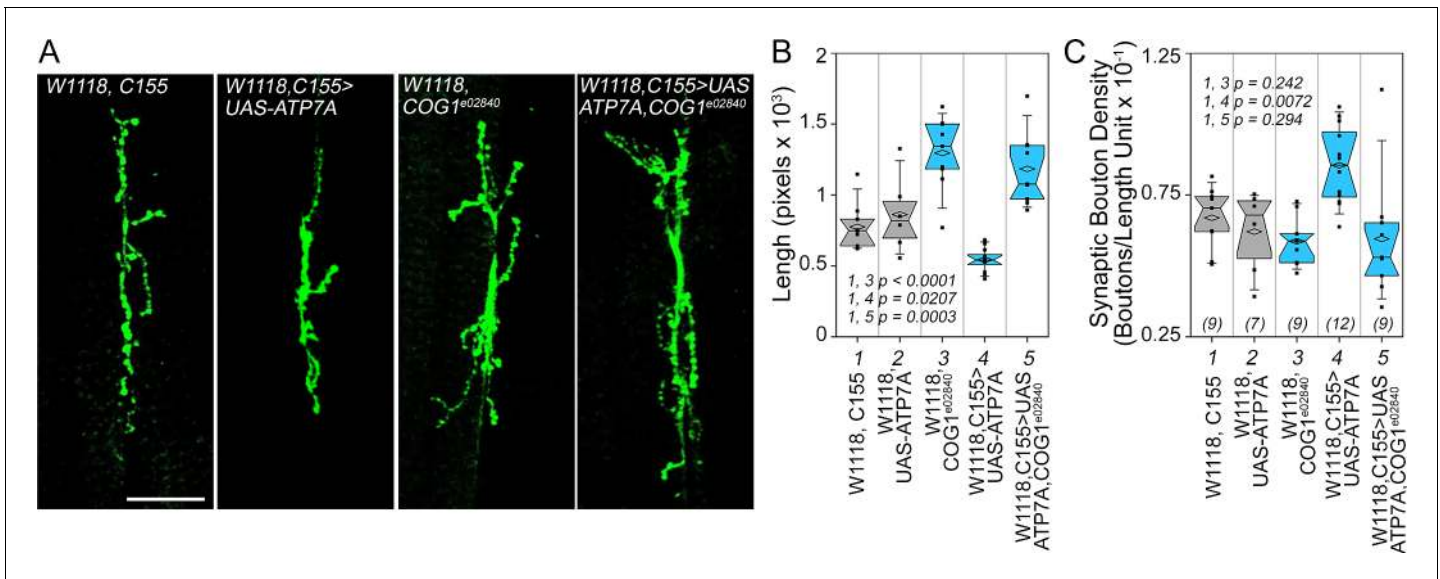 A
W1118, C155
W1118,C155>
UAS-ATP7A
W1118,
COG1e02840
W1118,C155>UAS
ATP7A,COG1e02840
B
Lengh (pixels x 10³)
2
1.5
1
0.5
0
1, 3 p < 0.0001
1, 4 p = 0.0207
1, 5 p = 0.0003
1
2
3
4
5
W1118, C155
W1118,
UAS-ATP7A
W1118,
COG1e02840
W1118,C155>
UAS-ATP7A
W1118,C155>UAS
ATP7A,COG1e02840
C
Synaptic Bouton Density
(Boutons/Length Unit x 10⁻¹)
1.25
0.75
0.25
1, 3 p = 0.242
1, 4 p = 0.0072
1, 5 p = 0.294
(9)
(7)
(9)
(12)
(9)
1
2
3
4
5
W1118, C155
W1118,
UAS-ATP7A
W1118,
COG1e02840
W1118,C155>
UAS-ATP7A
W1118,C155>UAS
ATP7A,COG1e02840